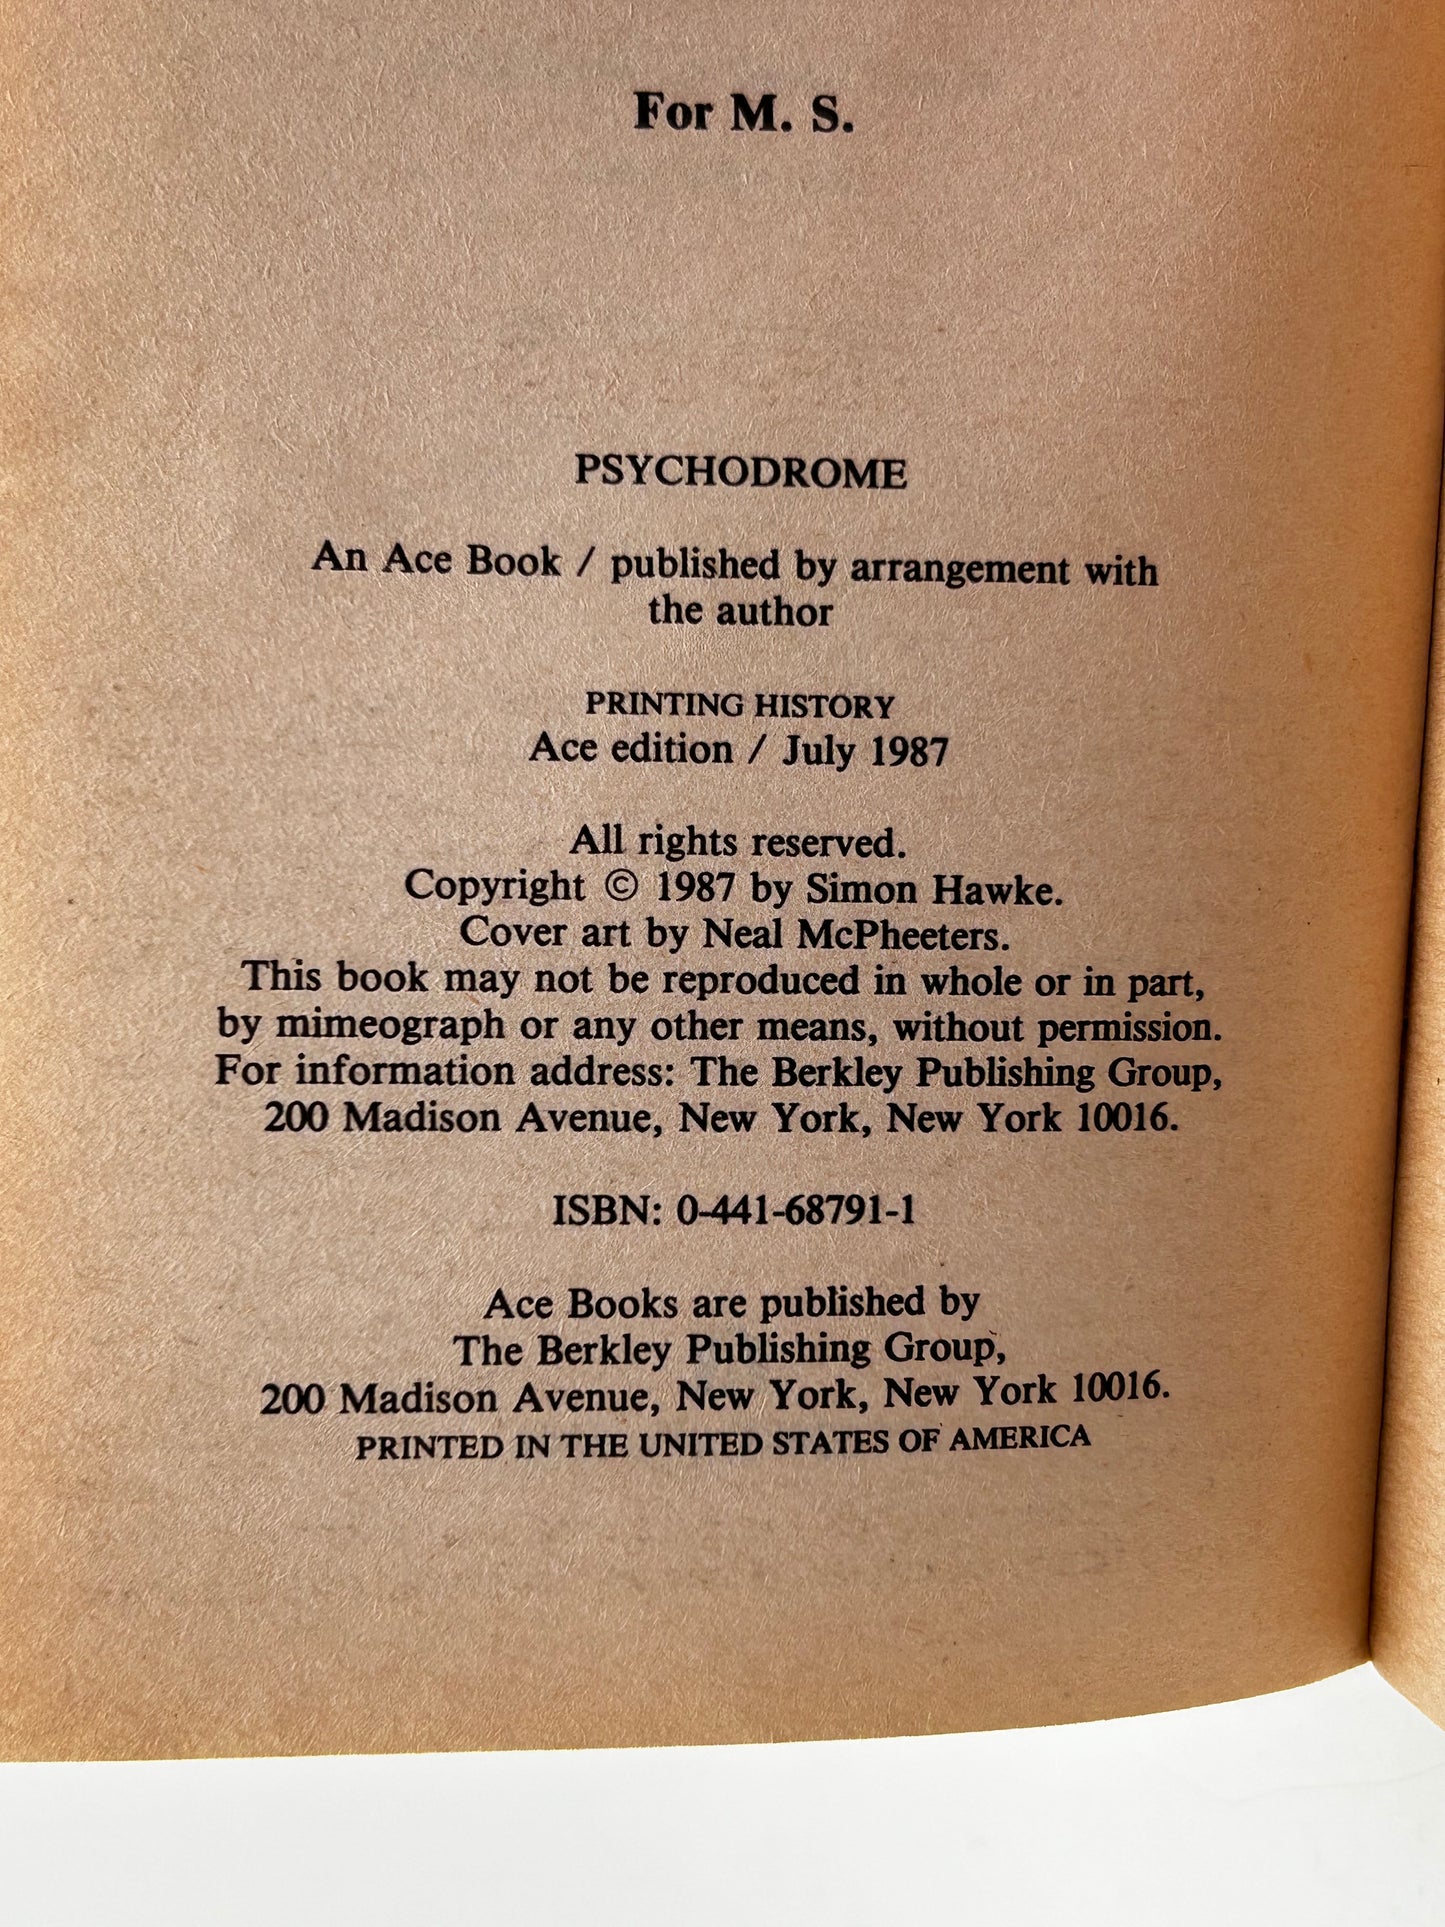 For M. S.
PSYCHODROME
An Ace Book / published by arrangement with
the author
PRINTING HISTORY
Ace edition / July 1987
All rights reserved.
Copyright © 1987 by Simon Hawke.
Cover art by Neal McPheeters.
This book may not be reproduced in whole or in part,
by mimeograph or any other means, without permission.
For information address: The Berkley Publishing Group,
200 Madison Avenue, New York, New York 10016.
ISBN: 0-441-68791-1
Ace Books are published by
The Berkley Publishing Group,
200 Madison Avenue, New York, New York 10016.
PRINTED IN THE UNITED STATES OF AMERICA